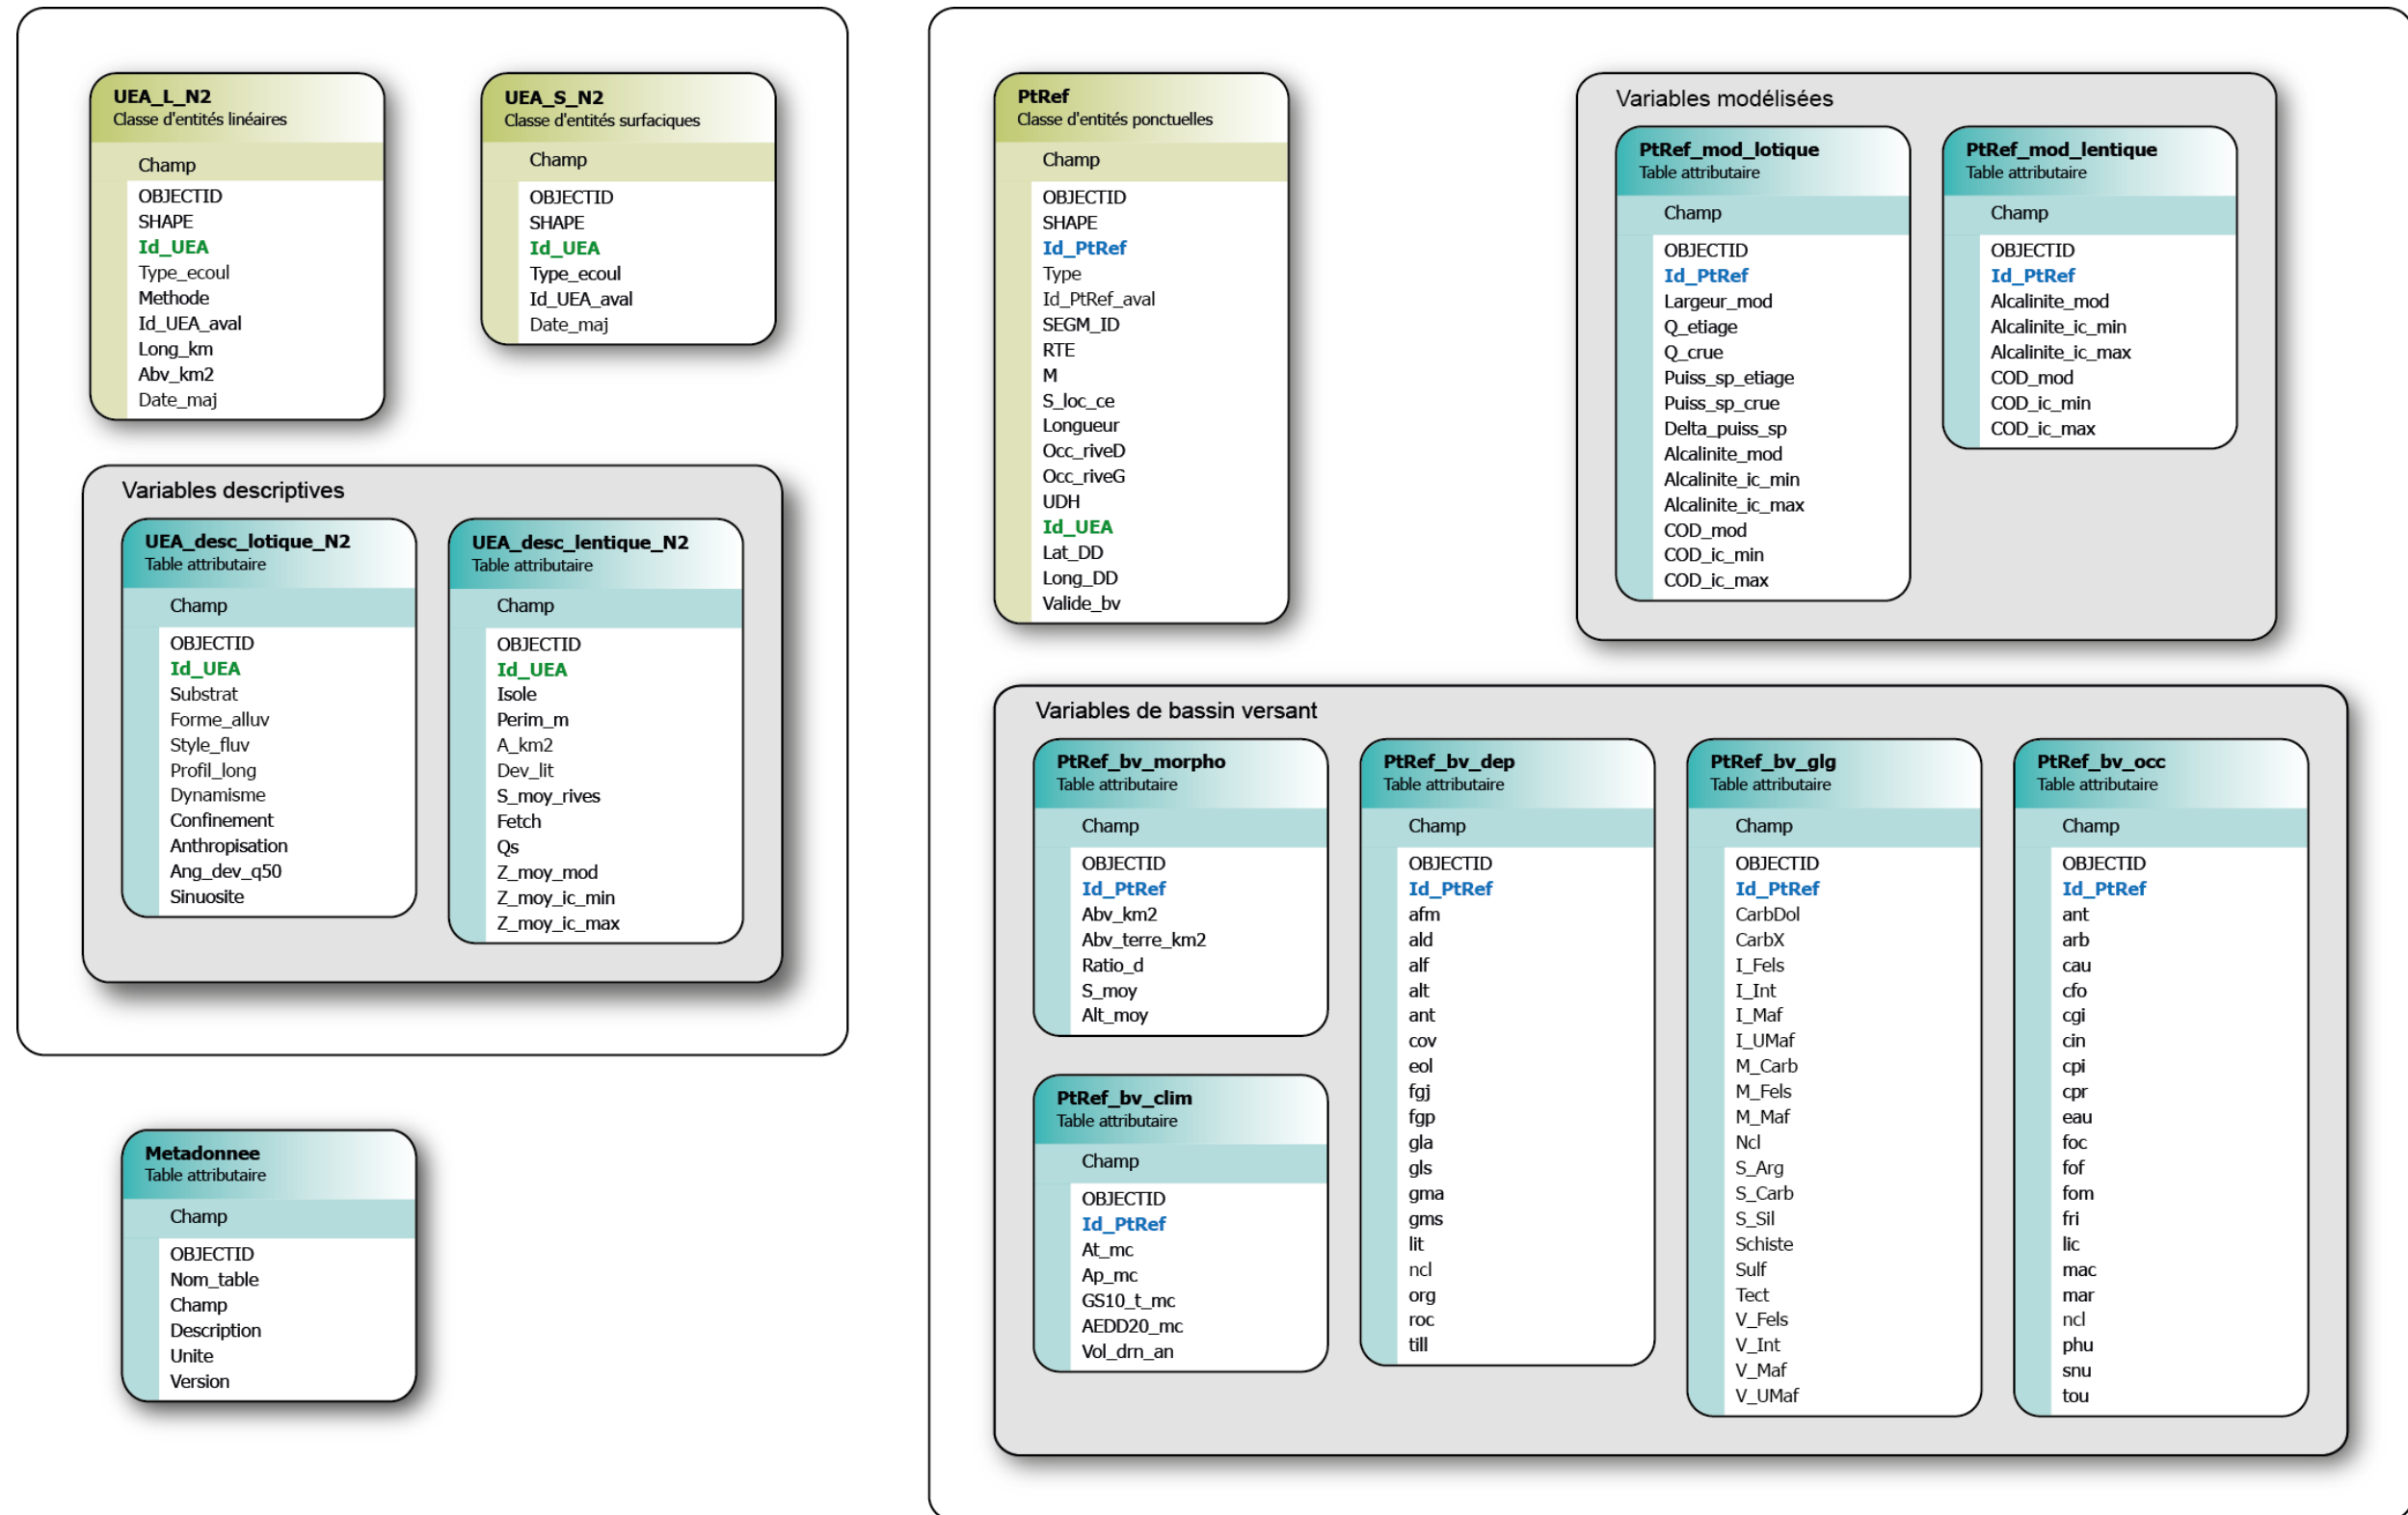 UEA_L_N2
Classe d'entités linéaires
Champ
OBJECTID
SHAPE
Id_UEA
Type_ecoul
Methode
Id_UEA_aval
Long_km
Abv_km2
Date_maj
UEA_S_N2
Classe d'entités surfaciques
Champ
OBJECTID
SHAPE
Id_UEA
Type_ecoul
Id_UEA_aval
Date_maj
Variables descriptives
UEA_desc_lotique_N2
Table attributaire
Champ
OBJECTID
Id_UEA
Substrat
Forme_alluv
Style_fluv
Profil_long
Dynamisme
Confinement
Anthropisation
Ang_dev_q50
Sinuosite
UEA_desc_lentique_N2
Table attributaire
Champ
OBJECTID
Id_UEA
Isole
Perim_m
A_km2
Dev_lit
S_moy_rives
Fetch
Qs
Z_moy_mod
Z_moy_ic_min
Z_moy_ic_max
Metadonnee
Table attributaire
Champ
OBJECTID
Nom_table
Champ
Description
Unite
Version
PtRef
Classe d'entités ponctuelles
Champ
OBJECTID
SHAPE
Id_PtRef
Type
Id_PtRef_aval
SEGM_ID
RTE
M
S_loc_ce
Longueur
Occ_riveD
Occ_riveG
UDH
Id_UEA
Lat_DD
Long_DD
Valide_bv
Variables modélisées
PtRef_mod_lotique
Table attributaire
Champ
OBJECTID
Id_PtRef
Largeur_mod
Q_etiage
Q_crue
Puiss_sp_etiage
Puiss_sp_crue
Delta_puiss_sp
Alcalinite_mod
Alcalinite_ic_min
Alcalinite_ic_max
COD_mod
COD_ic_min
COD_ic_max
PtRef_mod_lentique
Table attributaire
Champ
OBJECTID
Id_PtRef
Alcalinite_mod
Alcalinite_ic_min
Alcalinite_ic_max
COD_mod
COD_ic_min
COD_ic_max
Variables de bassin versant
PtRef_bv_morpho
Table attributaire
Champ
OBJECTID
Id_PtRef
Abv_km2
Abv_terre_km2
Ratio_d
S_moy
Alt_moy
PtRef_bv_clim
Table attributaire
Champ
OBJECTID
Id_PtRef
At_mc
Ap_mc
GS10_t_mc
AEDD20_mc
Vol_drn_an
PtRef_bv_dep
Table attributaire
Champ
OBJECTID
Id_PtRef
afm
ald
alf
alt
ant
cov
eol
fgj
fgp
gla
gls
gma
gms
lit
ncl
org
roc
till
PtRef_bv_glg
Table attributaire
Champ
OBJECTID
Id_PtRef
CarbDol
CarbX
I_Fels
I_Int
I_Maf
I_UMaf
M_Carb
M_Fels
M_Maf
Ncl
S_Arg
S_Carb
S_Sil
Schiste
Sulf
Tect
V_Fels
V_Int
V_Maf
V_UMaf
PtRef_bv_occ
Table attributaire
Champ
OBJECTID
Id_PtRef
ant
arb
cau
cfo
cgi
cin
cpi
cpr
eau
foc
fof
fom
fri
lic
mac
mar
ncl
phu
snu
tou